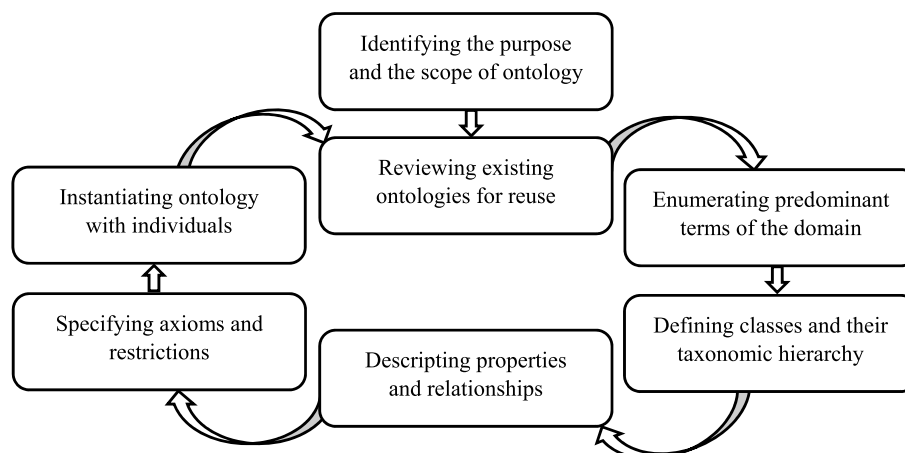 Identifying the purpose
and the scope of ontology
Reviewing existing
ontologies for reuse
Enumerating predominant
terms of the domain
Defining classes and their
taxonomic hierarchy
Descripting properties
and relationships
Specifying axioms and
restrictions
Instantiating ontology
with individuals